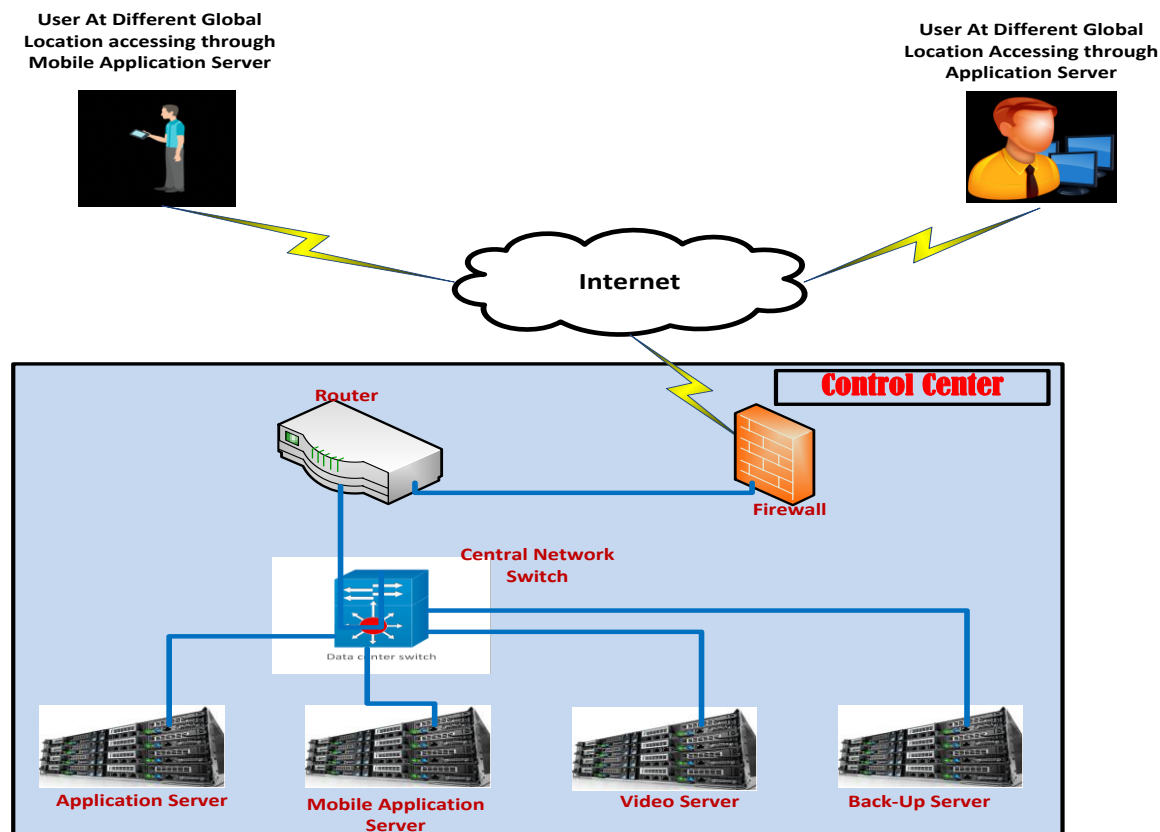 User At Different Global
Location accessing through
Mobile Application Server
User At Different Global
Location Accessing through
Application Server
Internet
Control Center
Router
Firewall
Central Network
Switch
Data center switch
Application Server
Mobile Application
Server
Video Server
Back-Up Server